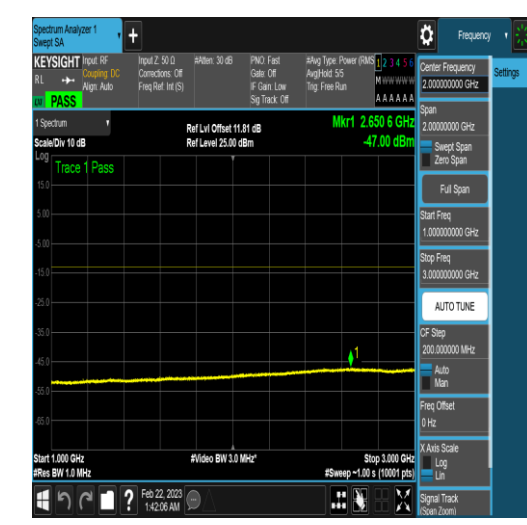 Spectrum Analyzer 1
Swept SA
+
Frequency
KEYSIGHT
RL
PASS
Input: RF
Coupling: DC
Align: Auto
Input Z: 50 Ω
Corrections: Off
Freq Ref: Int (S)
#Atten: 30 dB
PNO: Fast
Gate: Off
IF Gain: Low
Sig Track: Off
#Avg Type: Power (RMS
Avg|Hold: 5/5
Trig: Free Run
1 2 3 4 5 6
M W W W W W
A A A A A A
Settings
1 Spectrum
Scale/Div 10 dB
Ref Lvl Offset 11.81 dB
Ref Level 25.00 dBm
Mkr1 2.650 6 GHz
-47.00 dBm
Log
Trace 1 Pass
15.0
5.00
-5.00
-15.0
-25.0
-35.0
-45.0
-55.0
-65.0
1
Start 1.000 GHz
#Res BW 1.0 MHz
#Video BW 3.0 MHz*
Stop 3.000 GHz
#Sweep ~1.00 s (10001 pts)
Center Frequency
2.000000000 GHz
Span
2.00000000 GHz
Swept Span
Zero Span
Full Span
Start Freq
1.000000000 GHz
Stop Freq
3.000000000 GHz
AUTO TUNE
CF Step
200.000000 MHz
Auto
Man
Freq Offset
0 Hz
X Axis Scale
Log
Lin
Signal Track
(Span Zoom)
?
Feb 22, 2023
1:42:06 AM